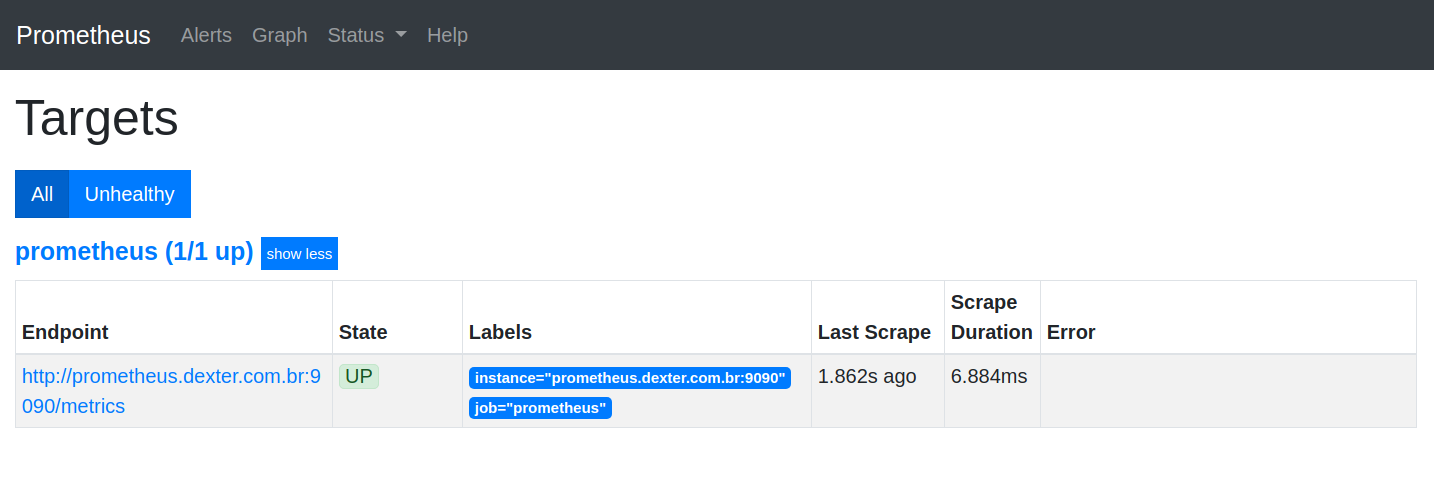 Prometheus Alerts Graph Status Help
Targets
All Unhealthy
prometheus (1/1 up) show less
Endpoint State Labels Last Scrape Scrape Duration Error
http://prometheus.dexter.com.br:9 UP instance="prometheus.dexter.com.br:9090" 1.862s ago 6.884ms
090/metrics job="prometheus"